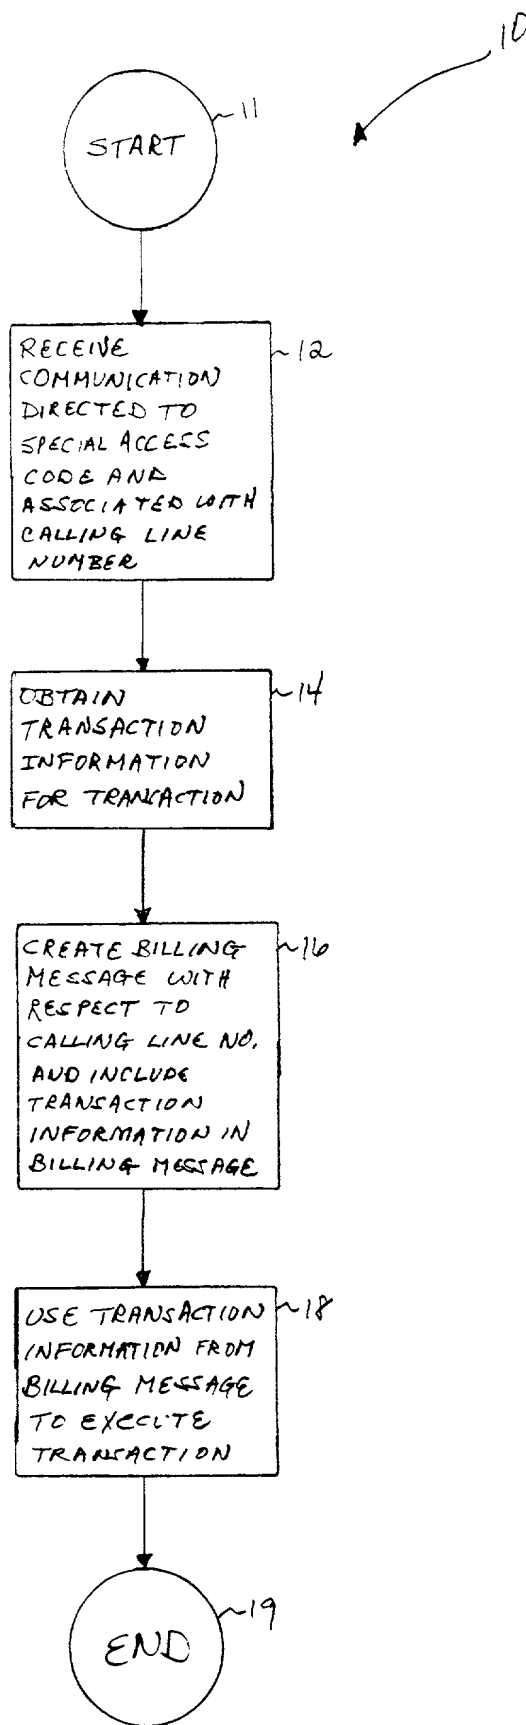 10
START
11
RECEIVE
12
COMMUNICATION
DIRECTED TO
SPECIAL ACCESS
CODE AND
ASSOCIATED WITH
CALLING LINE
NUMBER
OBTAIN
14
TRANSACTION
INFORMATION
FOR TRANSACTION
CREATE BILLING
16
MESSAGE WITH
RESPECT TO
CALLING LINE NO.
AND INCLUDE
TRANSACTION
INFORMATION IN
BILLING MESSAGE
USE TRANSACTION
18
INFORMATION FROM
BILLING MESSAGE
TO EXECUTE
TRANSACTION
19
END